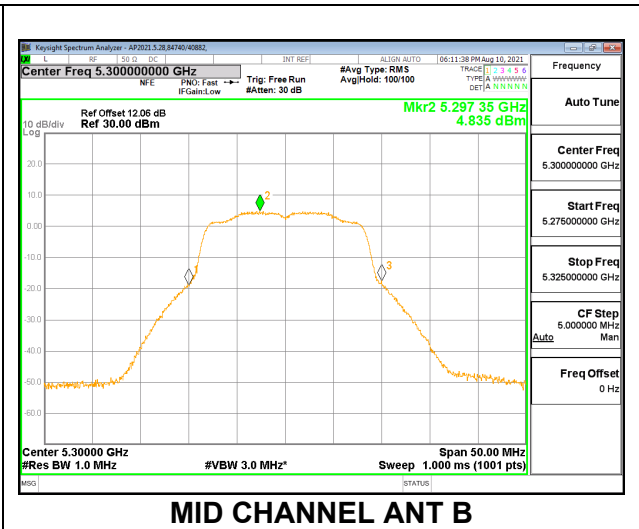 Keysight Spectrum Analyzer - AP2021.5.28,84740/40882,
L RF 50 Ω DC INT REF ALIGN AUTO 06:11:38 PM Aug 10, 2021
Center Freq 5.300000000 GHz
NFE PNO: Fast IFGain:Low
Trig: Free Run #Atten: 30 dB
#Avg Type: RMS Avg|Hold: 100/100
TRACE 1 2 3 4 5 6
TYPE A WWWWW
DET A N N N N N
Frequency
Auto Tune
Center Freq
5.300000000 GHz
Start Freq
5.275000000 GHz
Stop Freq
5.325000000 GHz
CF Step
5.000000 MHz
Auto Man
Freq Offset
0 Hz
Mkr2 5.297 35 GHz
4.835 dBm
Ref Offset 12.06 dB
10 dB/div Ref 30.00 dBm
Log
20.0
10.0
0.00
-10.0
-20.0
-30.0
-40.0
-50.0
-60.0
2
3
Center 5.30000 GHz Span 50.00 MHz
#Res BW 1.0 MHz #VBW 3.0 MHz* Sweep 1.000 ms (1001 pts)
MSG STATUS
MID CHANNEL ANT B